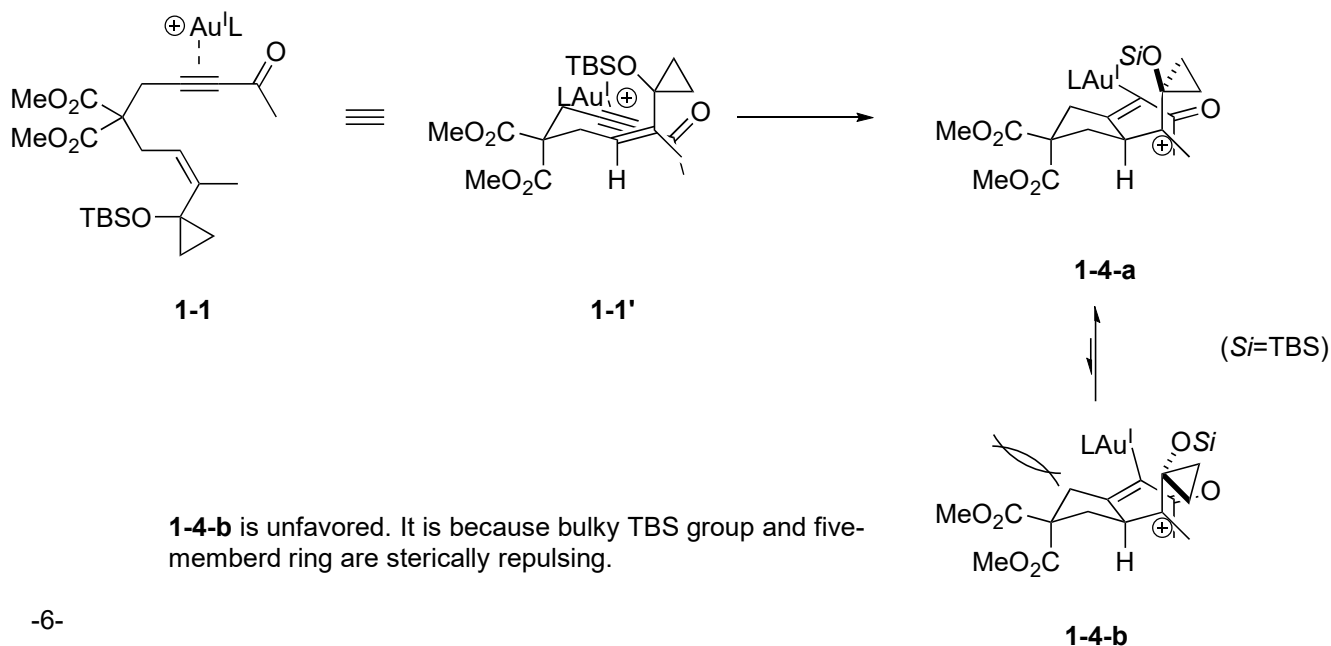 ⊕ AuᴵL
O
MeO₂C
MeO₂C
TBSO
1-1
TBSO
LAuᴵ ⊕
O
MeO₂C
MeO₂C
H
1-1'
SiO
LAuᴵ
O
MeO₂C
MeO₂C
⊕
H
1-4-a
(Si=TBS)
LAuᴵ
OSi
O
MeO₂C
MeO₂C
⊕
H
1-4-b
1-4-b is unfavored. It is because bulky TBS group and five-
memberd ring are sterically repulsing.
-6-